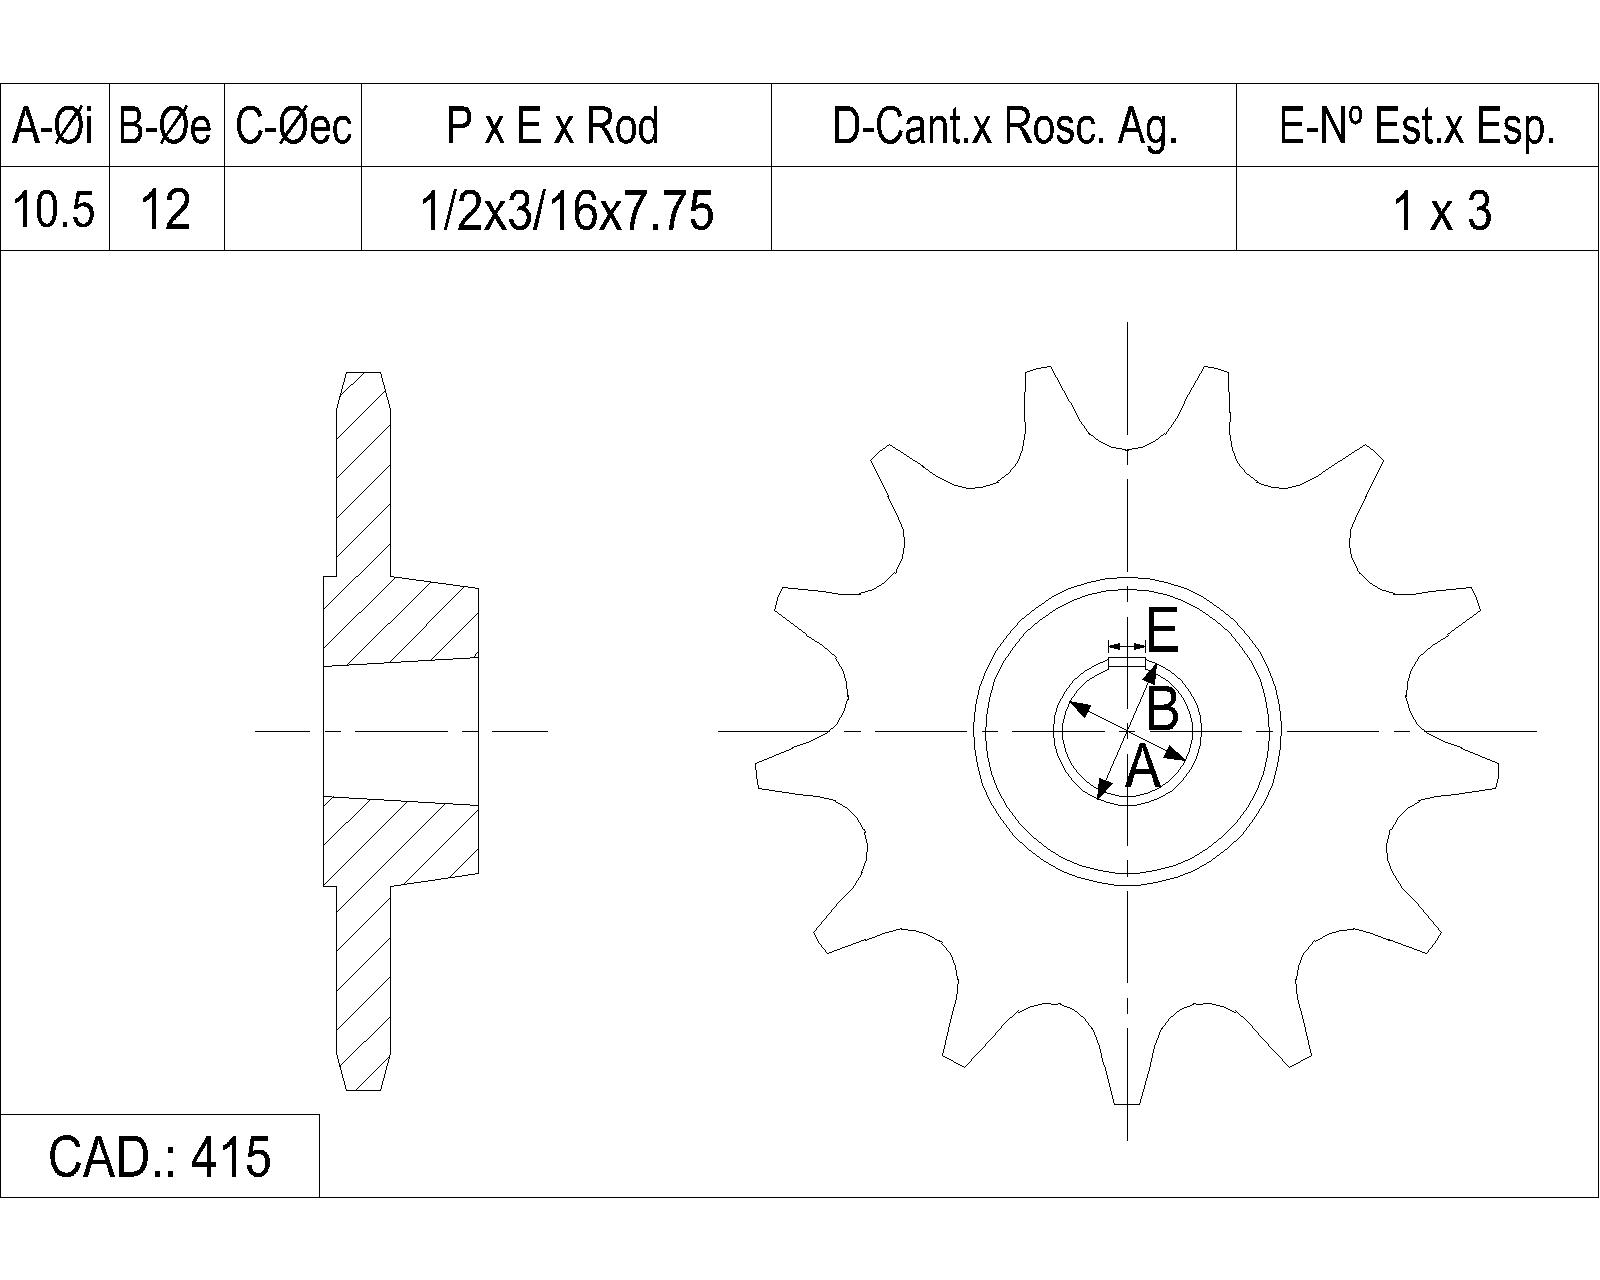 A-Øi B-Øe C-Øec P x E x Rod D-Cant.x Rosc. Ag. E-Nº Est.x Esp.
10.5 12 1/2x3/16x7.75 1 x 3
E
B
A
CAD.: 415